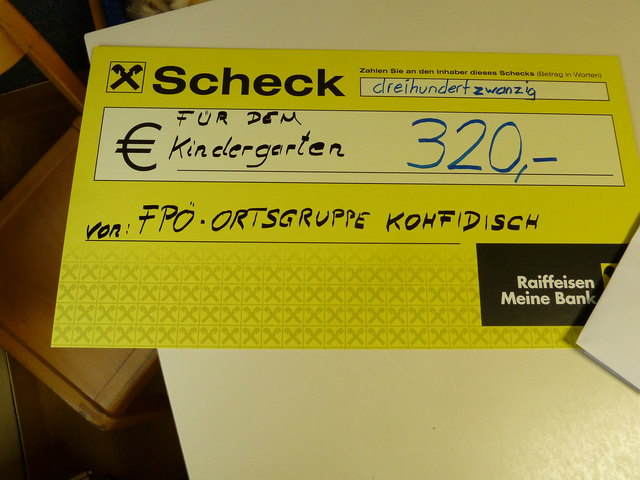 Scheck
Zahlen Sie an den Inhaber dieses Schecks (Betrag in Worten)
dreihundertzwanzig
€ FÜR DEM
Kindergarten 320,-
von: FPÖ-ORTSGRUPPE KOHFIDISCH
Raiffeisen
Meine Bank